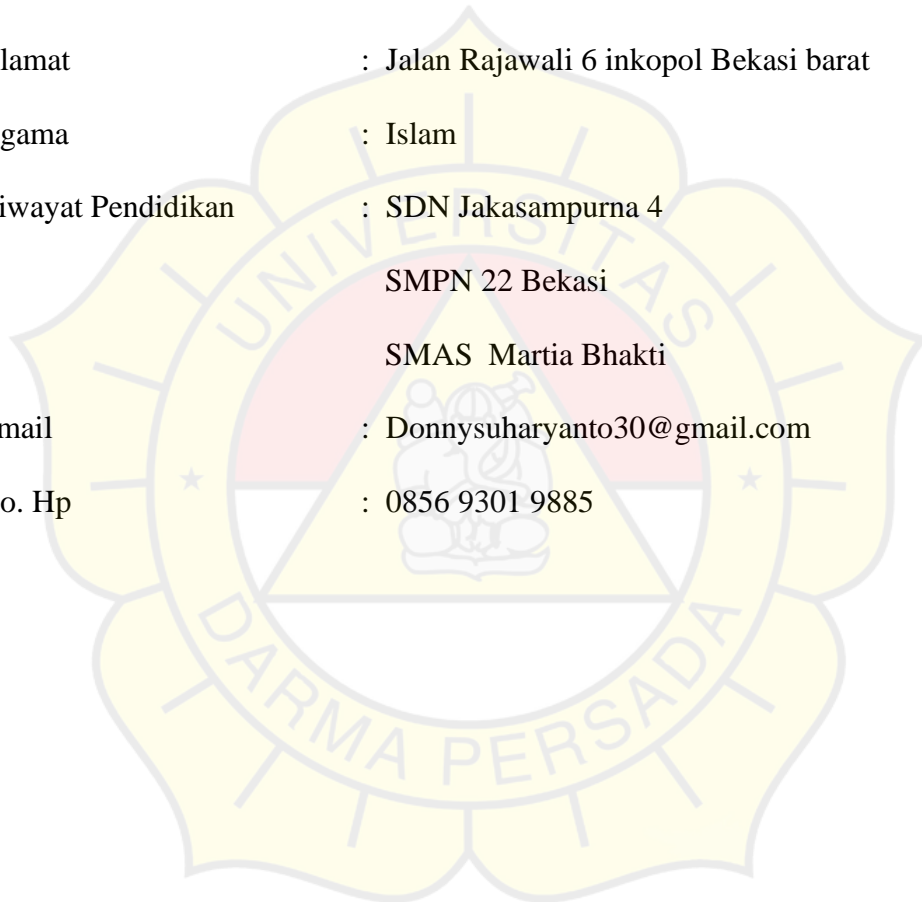 lamat : Jalan Rajawali 6 inkopol Bekasi barat
gama : Islam
iwayat Pendidikan : SDN Jakasampurna 4
SMPN 22 Bekasi
SMAS Martia Bhakti
mail : Donnysuharyanto30@gmail.com
o. Hp : 0856 9301 9885
UNIVERSITAS
DARMA PERSADA